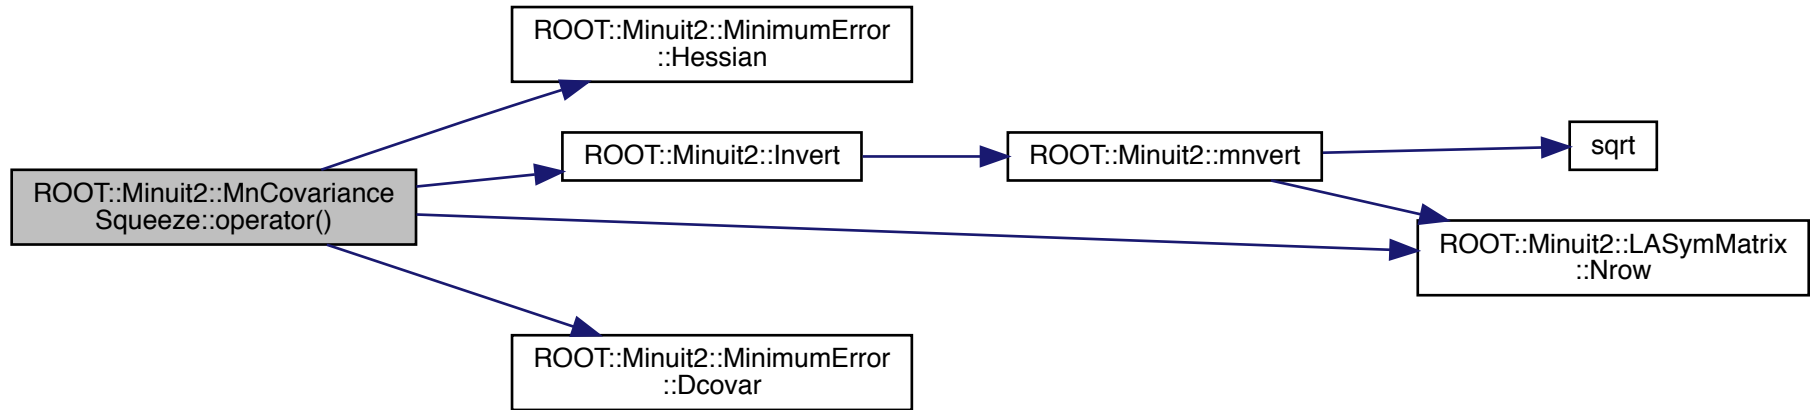 ROOT::Minuit2::MinimumError
::Hessian
ROOT::Minuit2::MnCovariance
Squeeze::operator()
ROOT::Minuit2::Invert
ROOT::Minuit2::mnvert
sqrt
ROOT::Minuit2::LASymMatrix
::Nrow
ROOT::Minuit2::MinimumError
::Dcovar